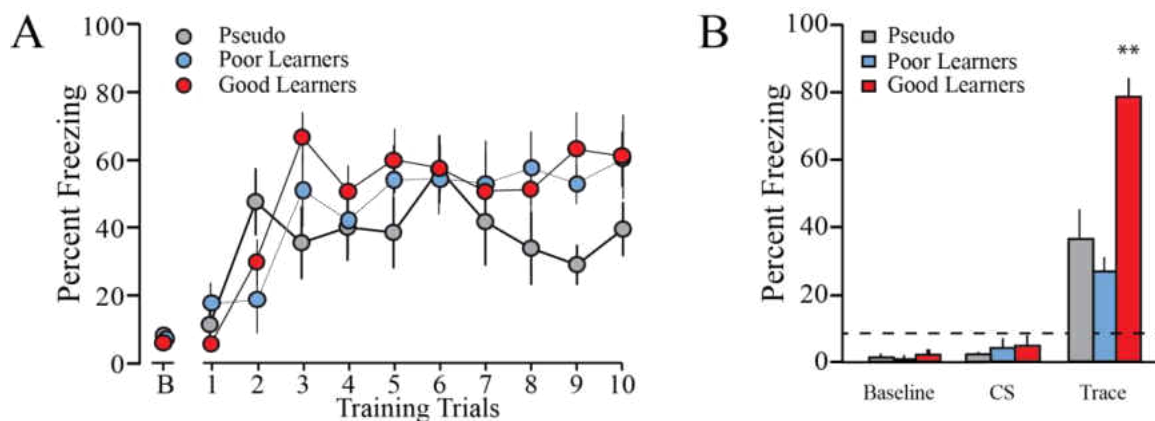 A
Percent Freezing
100
80
60
40
20
0
Pseudo
Poor Learners
Good Learners
B 1 2 3 4 5 6 7 8 9 10
Training Trials
B
Percent Freezing
100
80
60
40
20
0
Pseudo
Poor Learners
Good Learners
**
Baseline CS Trace